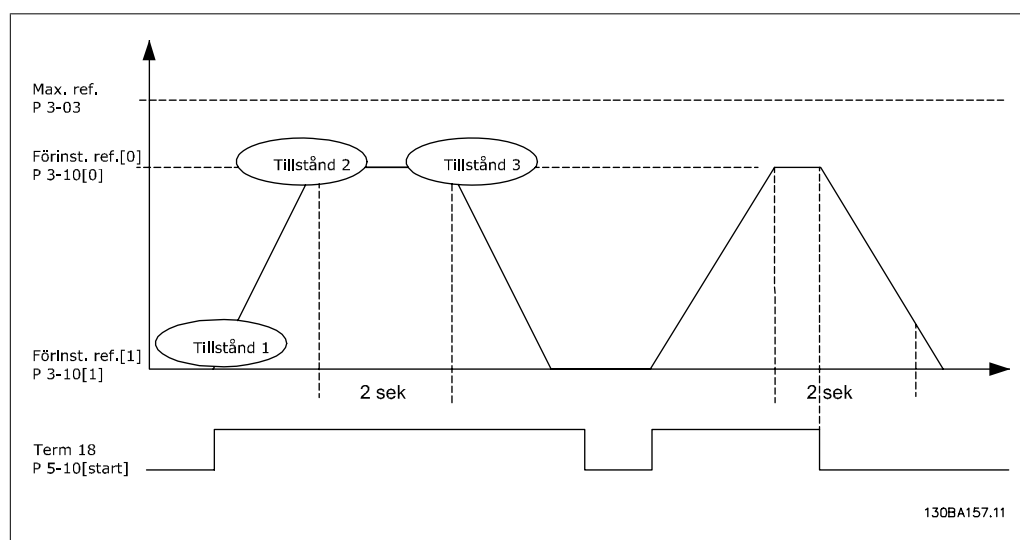 Max. ref.
P 3-03
Förinst. ref.[0]
P 3-10[0]
Tillstånd 2
Tillstånd 3
Tillstånd 1
FörInst. ref.[1]
P 3-10[1]
2 sek
2 sek
Term 18
P 5-10[start]
130BA157.11